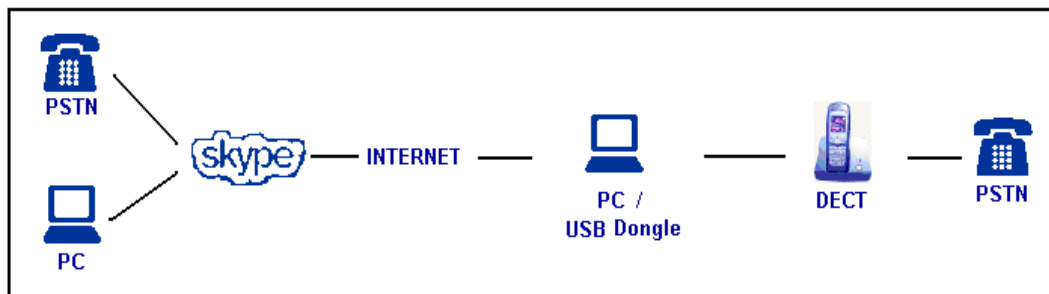 PSTN
PC
skype
INTERNET
PC /
USB Dongle
DECT
PSTN